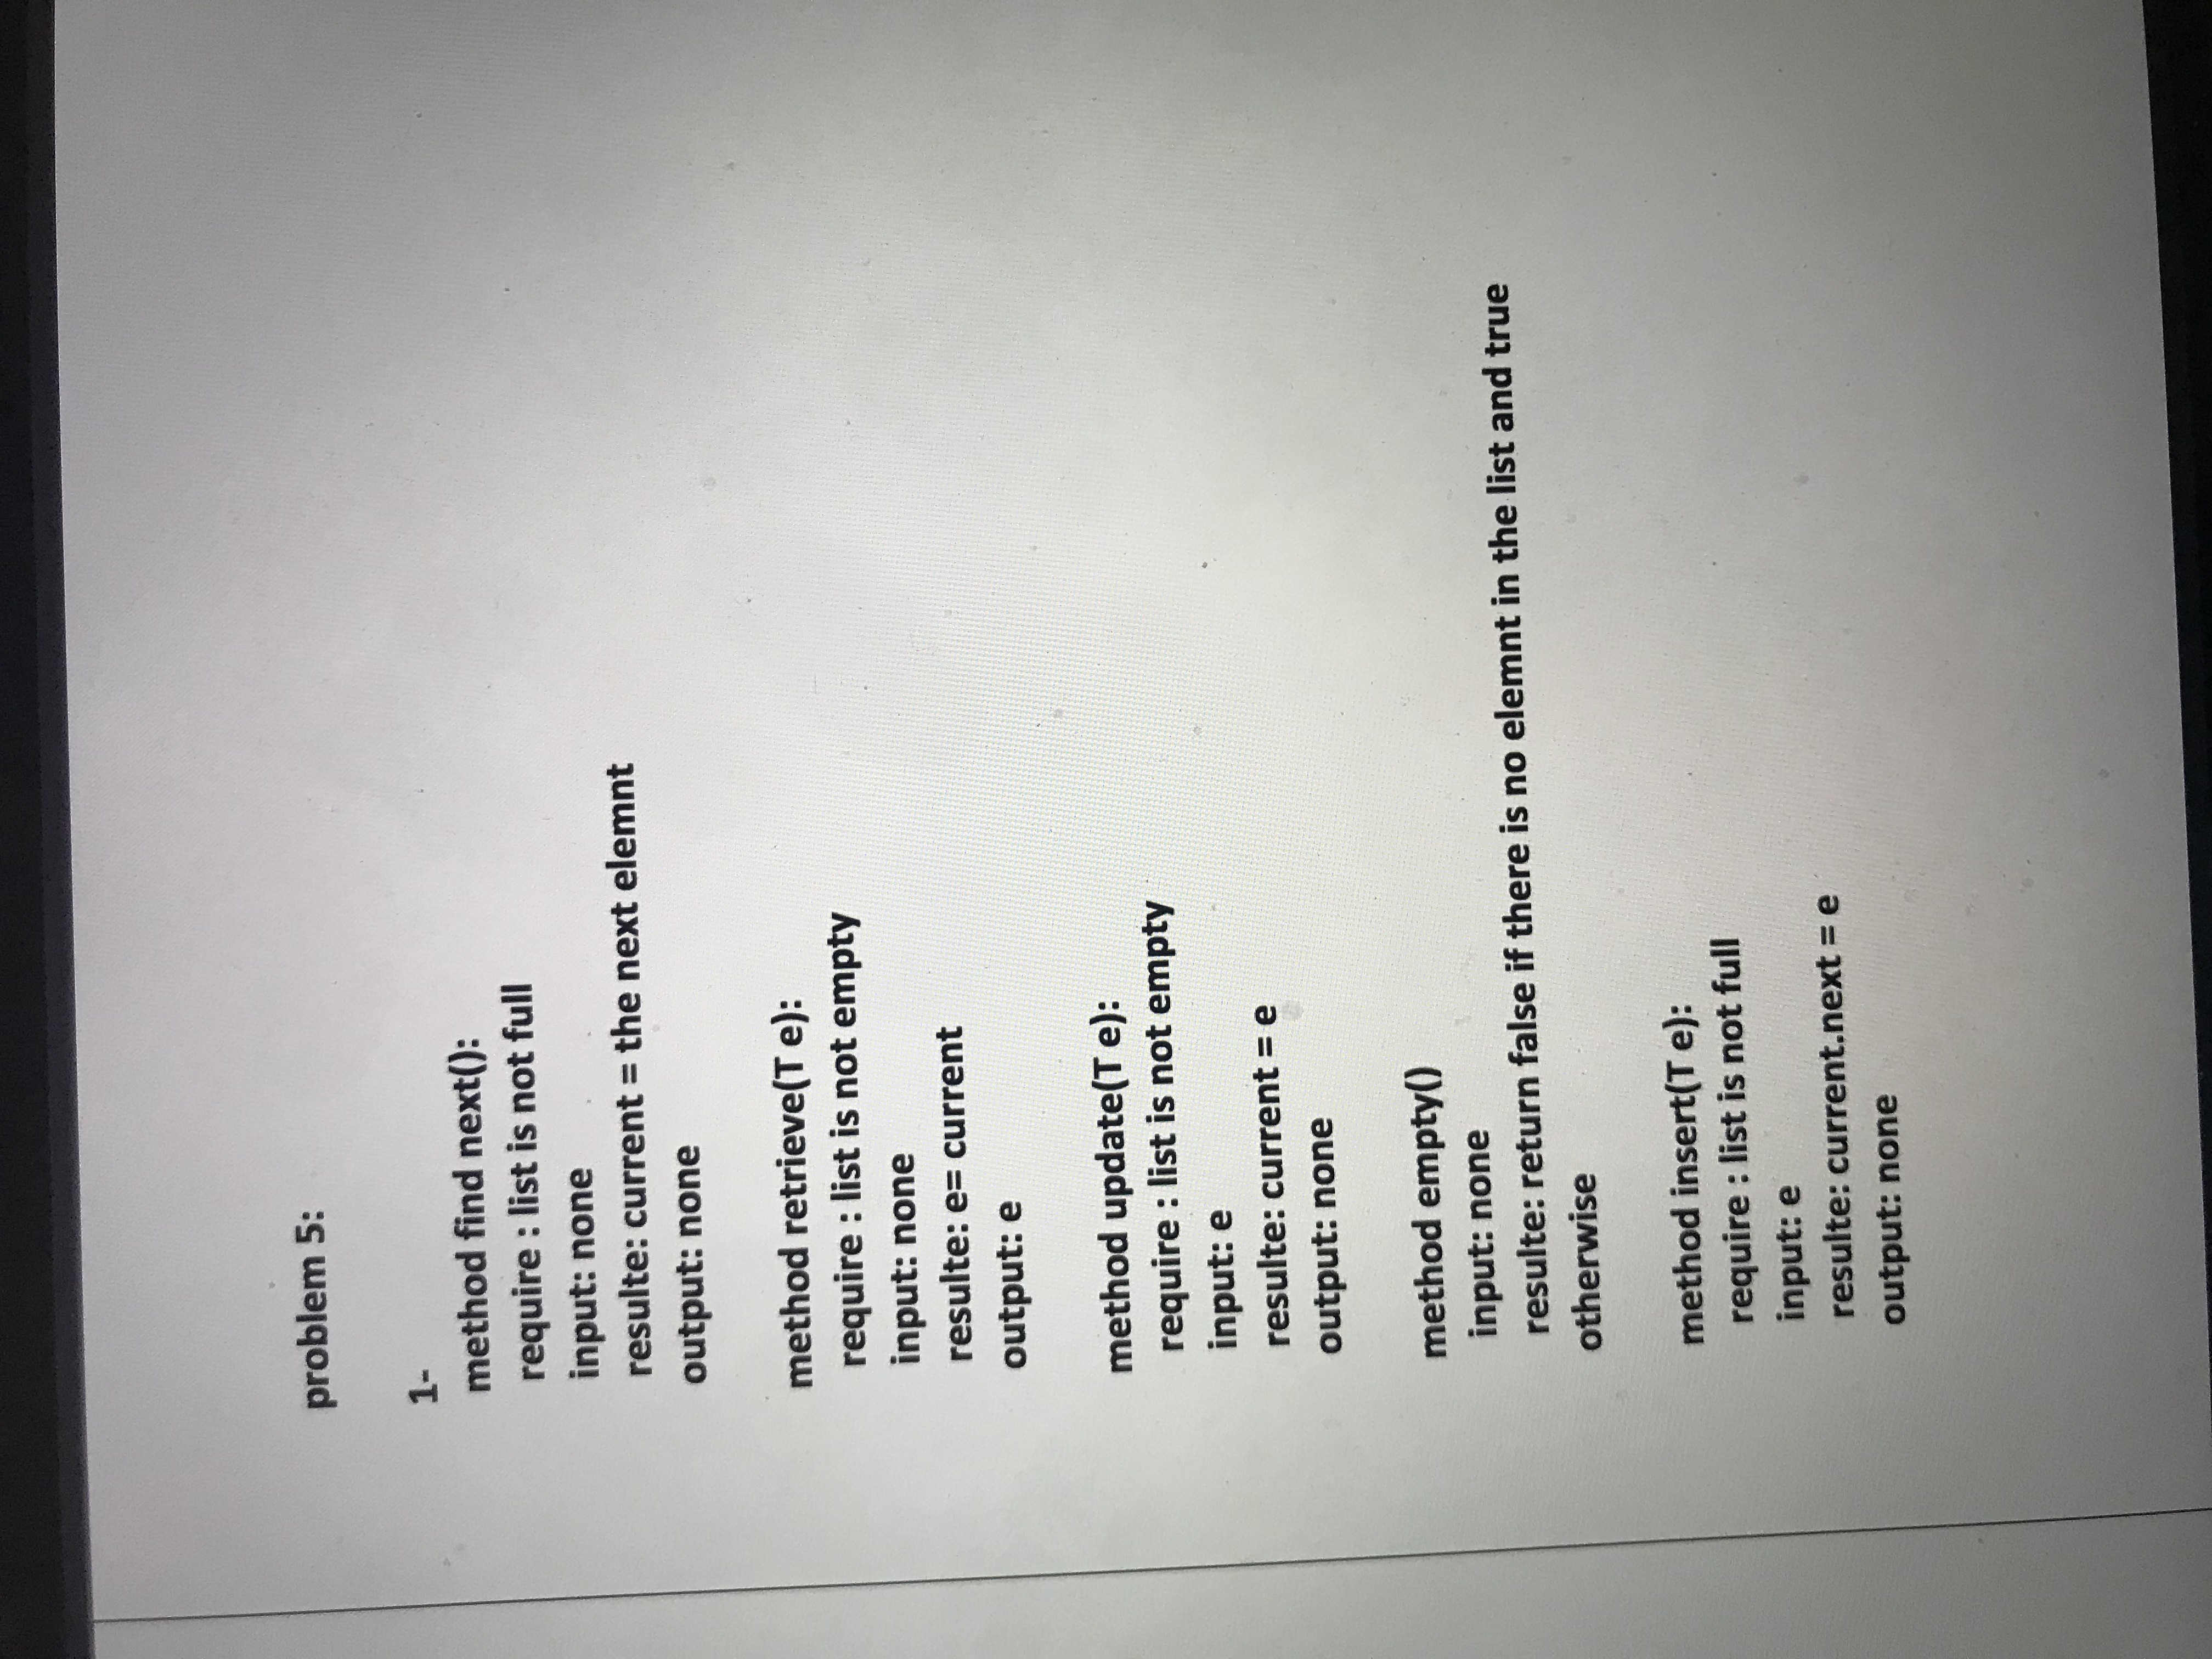 problem 5:
1-
method find next():
require : list is not full
input: none
resulte: current = the next elemnt
output: none
method retrieve(T e):
require : list is not empty
input: none
resulte: e= current
output: e
method update(T e):
require : list is not empty
input: e
resulte: current = e
output: none
method empty()
input: none
resulte: return false if there is no elemnt in the list and true
otherwise
method insert(T e):
require : list is not full
input: e
resulte: current.next = e
output: none